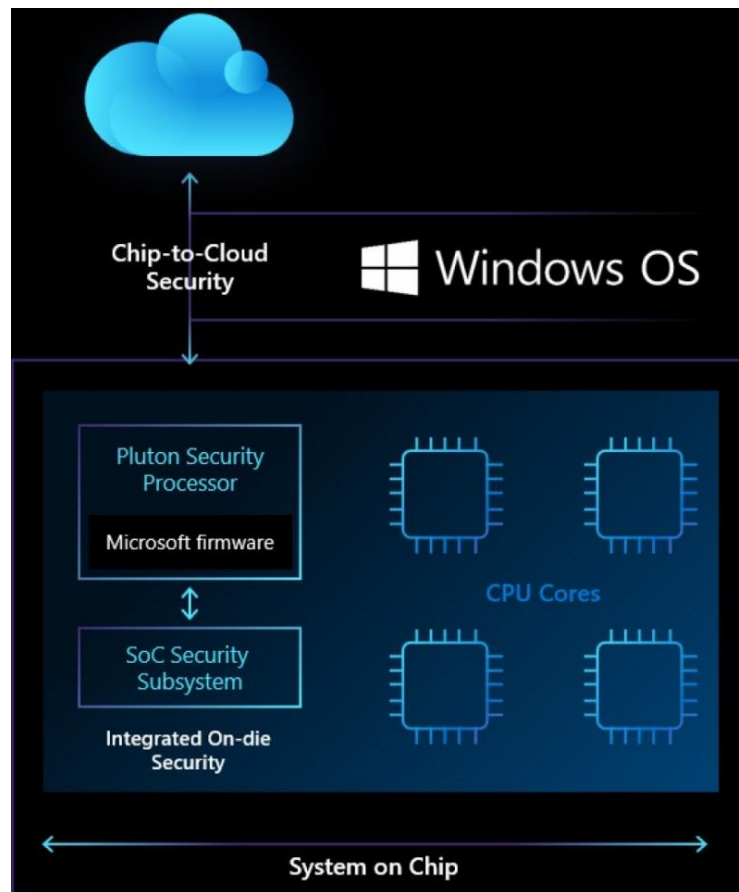 Chip-to-Cloud
Security
Windows OS
Pluton Security
Processor
Microsoft firmware
CPU Cores
SoC Security
Subsystem
Integrated On-die
Security
System on Chip